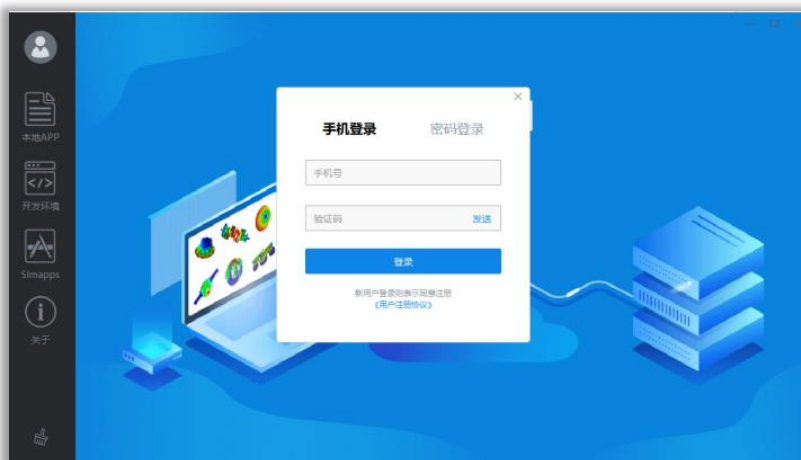 手机登录 密码登录
手机号
验证码 发送
登录
新用户登录则表示同意注册
《用户注册协议》
本地APP
</>
开发环境
Simapps
关于